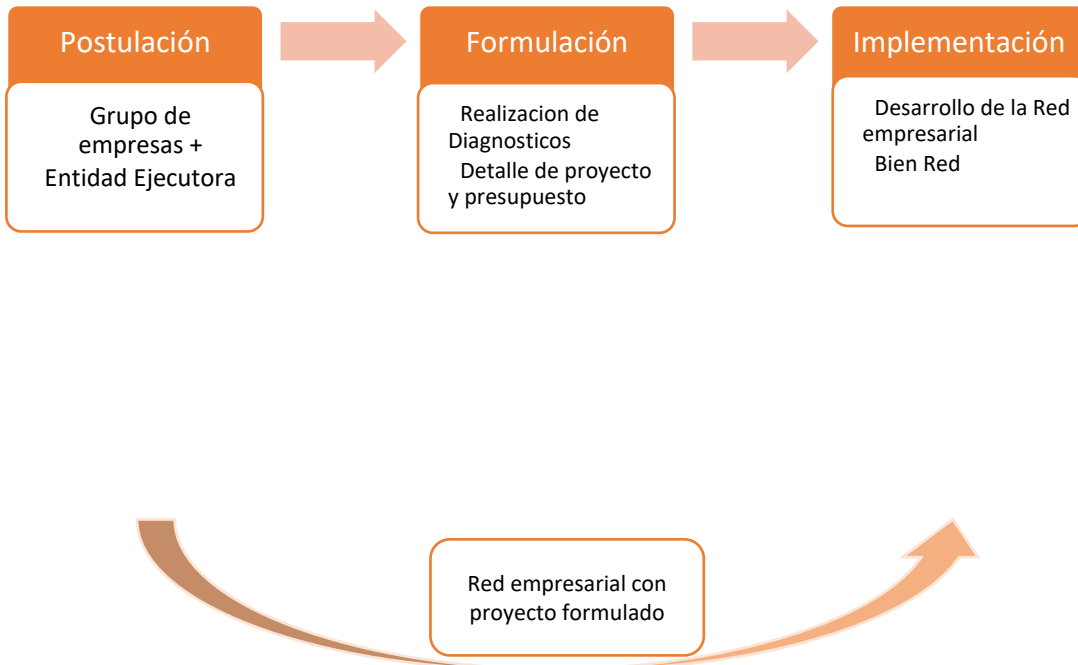 Postulación
Grupo de
empresas +
Entidad Ejecutora
Formulación
Realizacion de
Diagnosticos
Detalle de proyecto
y presupuesto
Implementación
Desarrollo de la Red
empresarial
Bien Red
Red empresarial con
proyecto formulado